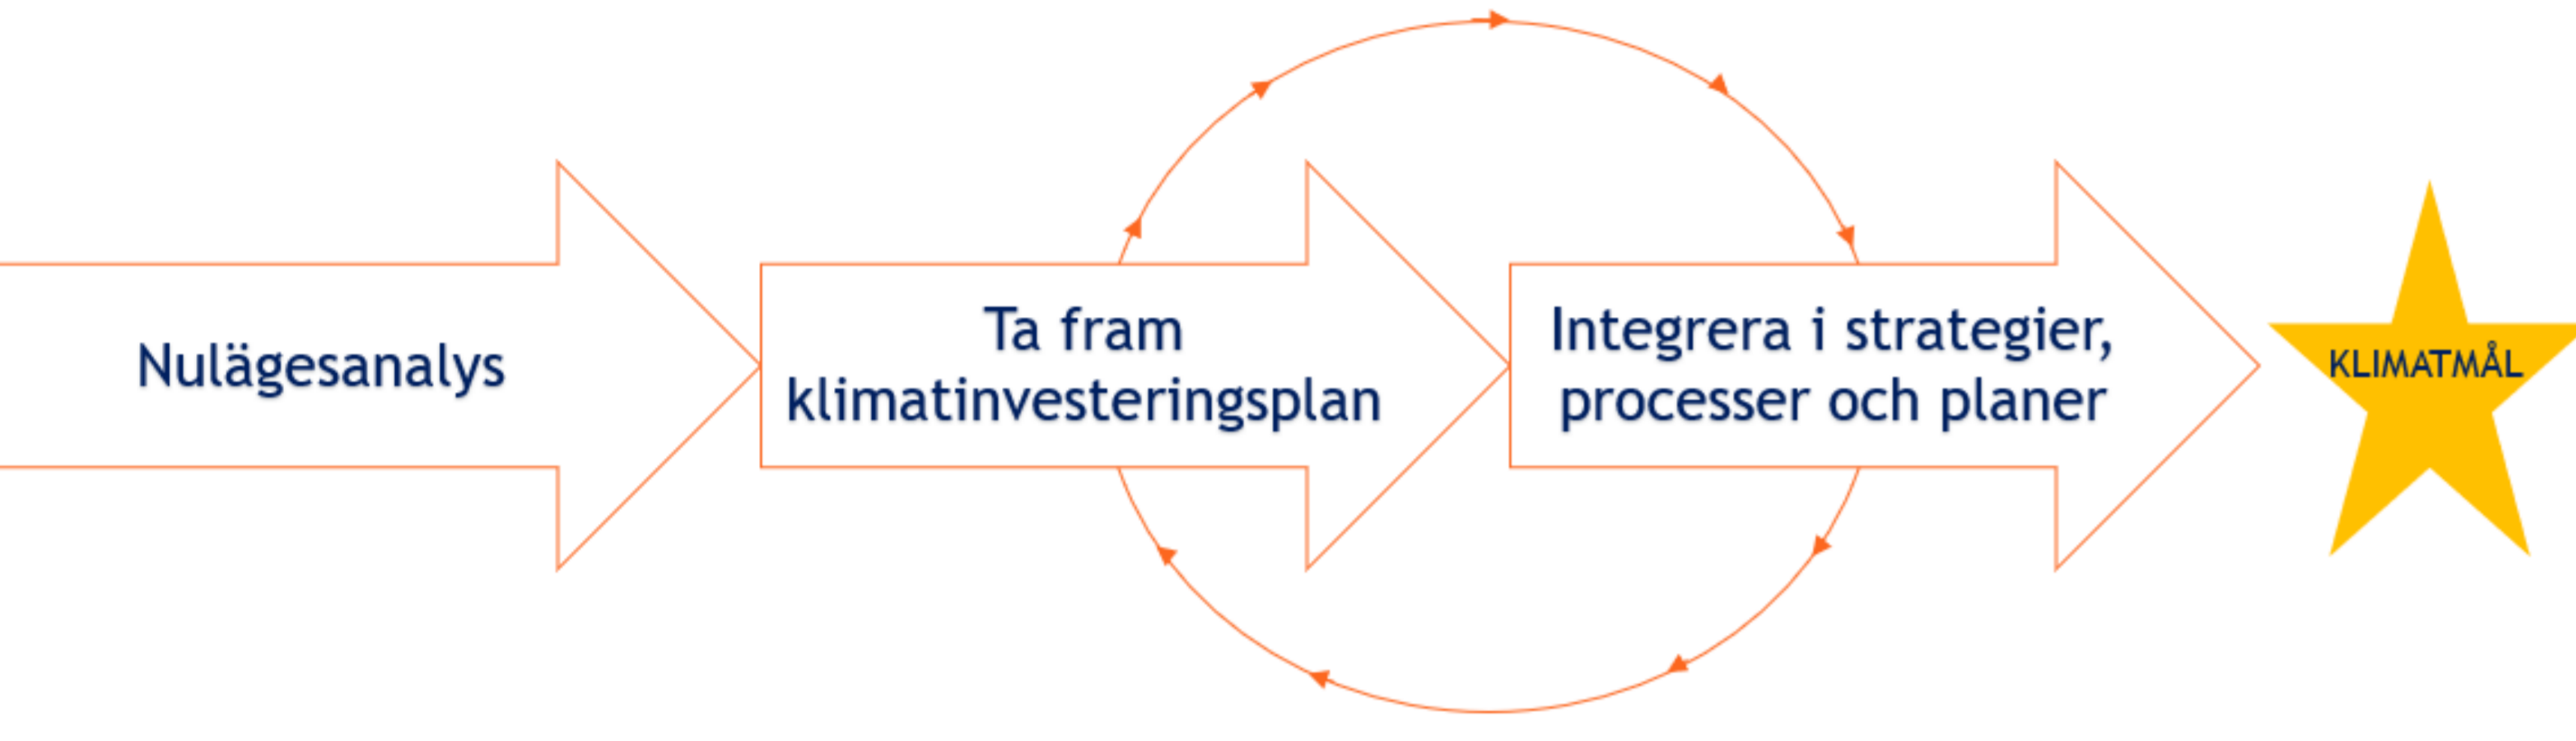 Nulägesanalys
Ta fram
klimatinvesteringsplan
Integrera i strategier,
processer och planer
KLIMATMÅL